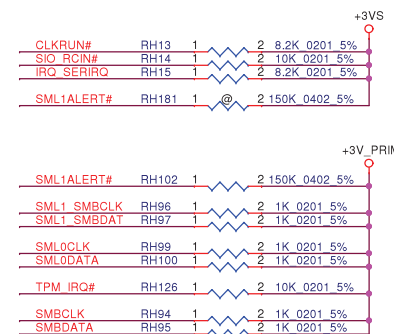 +3VS
CLKRUN# RH13 1 2 8.2K_0201_5%
SIO_RCIN# RH14 1 2 10K_0201_5%
IRQ_SERIRQ RH15 1 2 8.2K_0201_5%
SML1ALERT# RH181 1 @ 2 150K_0402_5%
+3V_PRIM
SML1ALERT# RH102 1 2 150K_0402_5%
SML1_SMBCLK RH96 1 2 1K_0201_5%
SML1_SMBDAT RH97 1 2 1K_0201_5%
SML0CLK RH99 1 2 1K_0201_5%
SML0DATA RH100 1 2 1K_0201_5%
TPM_IRQ# RH126 1 2 10K_0201_5%
SMBCLK RH94 1 2 1K_0201_5%
SMBDATA RH95 1 2 1K_0201_5%